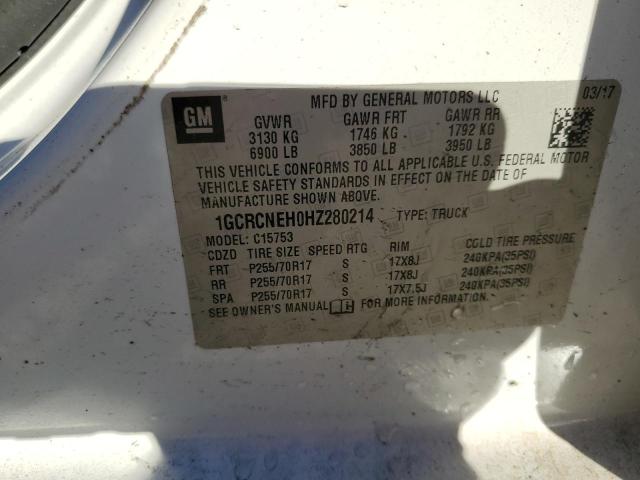 GM
MFD BY GENERAL MOTORS LLC 03/17
GVWR GAWR FRT GAWR RR
3130 KG 1746 KG 1792 KG
6900 LB 3850 LB 3950 LB
THIS VEHICLE CONFORMS TO ALL APPLICABLE U.S. FEDERAL MOTOR
VEHICLE SAFETY STANDARDS IN EFFECT ON THE DATE OF
MANUFACTURE SHOWN ABOVE.
1GCRCNEH0HZ280214 TYPE: TRUCK
MODEL: C15753
CDZD TIRE SIZE SPEED RTG RIM COLD TIRE PRESSURE
FRT P255/70R17 S 17X8J 240KPA(35PSI)
RR P255/70R17 S 17X8J 240KPA(35PSI)
SPA P255/70R17 S 17X7.5J 240KPA(35PSI)
SEE OWNER'S MANUAL FOR MORE INFORMATION.